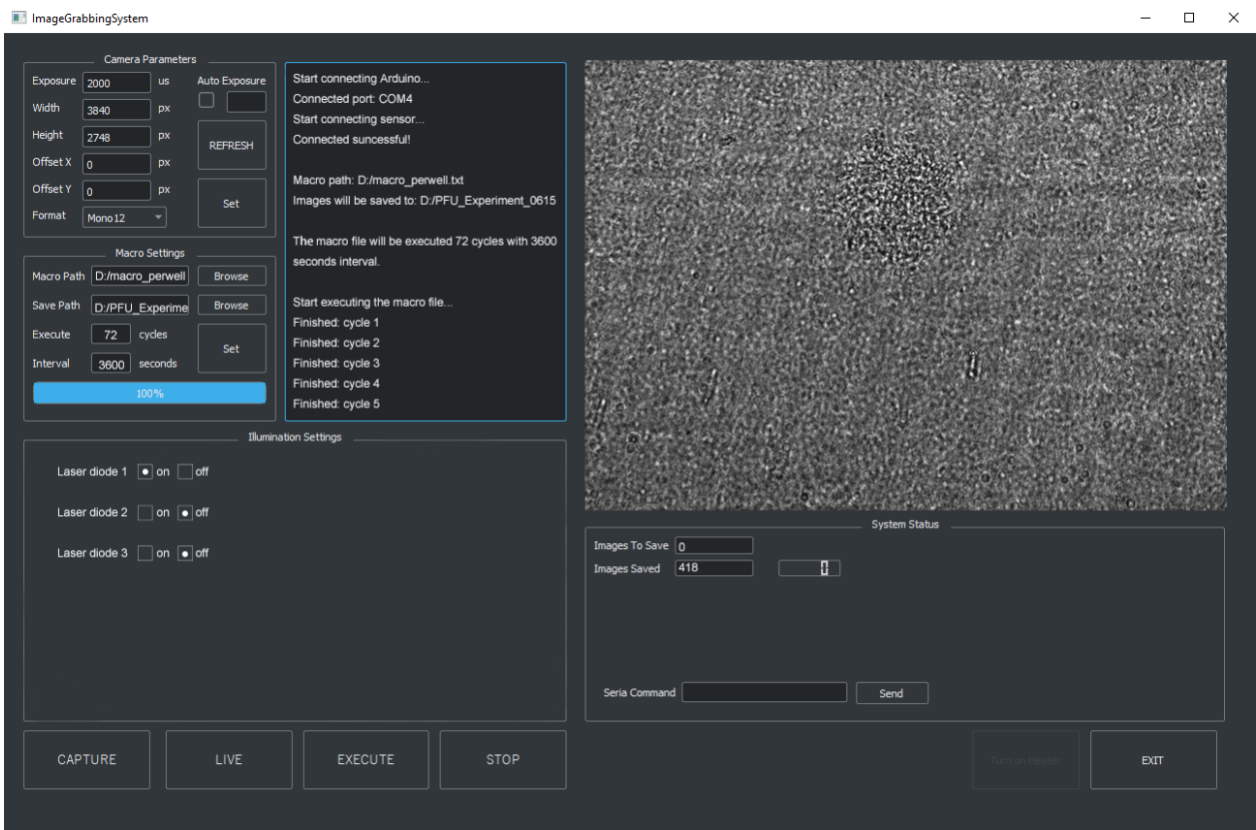 ImageGrabbingSystem
Camera Parameters
Exposure 2000 us Auto Exposure
Width 3840 px
Height 2748 px
REFRESH
Offset X 0 px
Offset Y 0 px
Set
Format Mono12
Macro Settings
Macro Path D:/macro_perwell Browse
Save Path D:/PFU_Experime Browse
Execute 72 cycles
Set
Interval 3600 seconds
100%
Start connecting Arduino...
Connected port: COM4
Start connecting sensor...
Connected suncessful!
Macro path: D:/macro_perwell.txt
Images will be saved to: D:/PFU_Experiment_0615
The macro file will be executed 72 cycles with 3600
seconds interval.
Start executing the macro file...
Finished: cycle 1
Finished: cycle 2
Finished: cycle 3
Finished: cycle 4
Finished: cycle 5
Illumination Settings
Laser diode 1 on off
Laser diode 2 on off
Laser diode 3 on off
System Status
Images To Save 0
Images Saved 418 0
Seria Command Send
CAPTURE LIVE EXECUTE STOP Turn on Heater EXIT